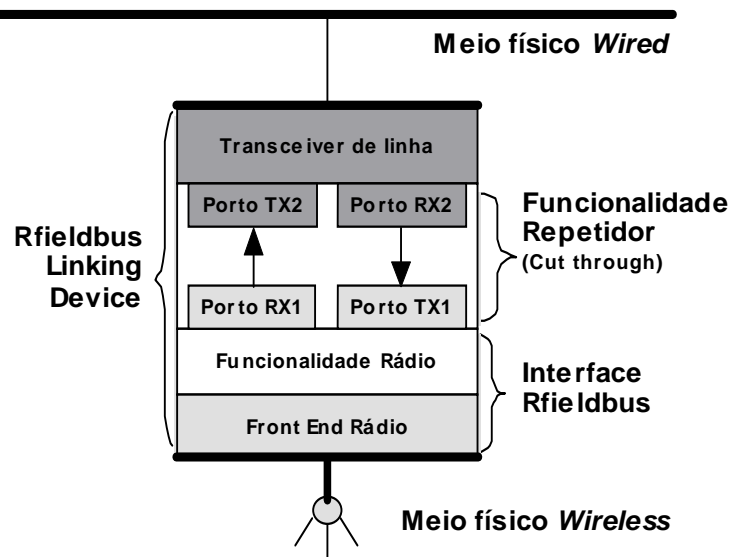 Meio físico Wired
Transceiver de linha
Porto TX2
Porto RX2
Funcionalidade
Repetidor
(Cut through)
Rfieldbus
Linking
Device
Porto RX1
Porto TX1
Funcionalidade Rádio
Interface
Rfieldbus
Front End Rádio
Meio físico Wireless